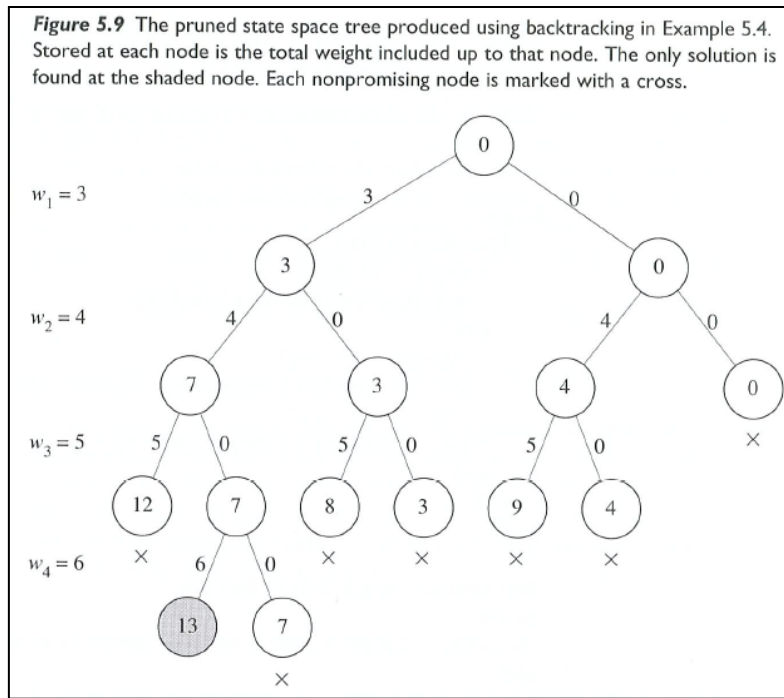 Figure 5.9 The pruned state space tree produced using backtracking in Example 5.4.
Stored at each node is the total weight included up to that node. The only solution is
found at the shaded node. Each nonpromising node is marked with a cross.
0
w₁ = 3
3 0
3 0
w₂ = 4
4 0 4 0
7 3 4 0
w₃ = 5
5 0 5 0 5 0 ×
12 7 8 3 9 4
w₄ = 6
× 6 0 × × × ×
13 7
×